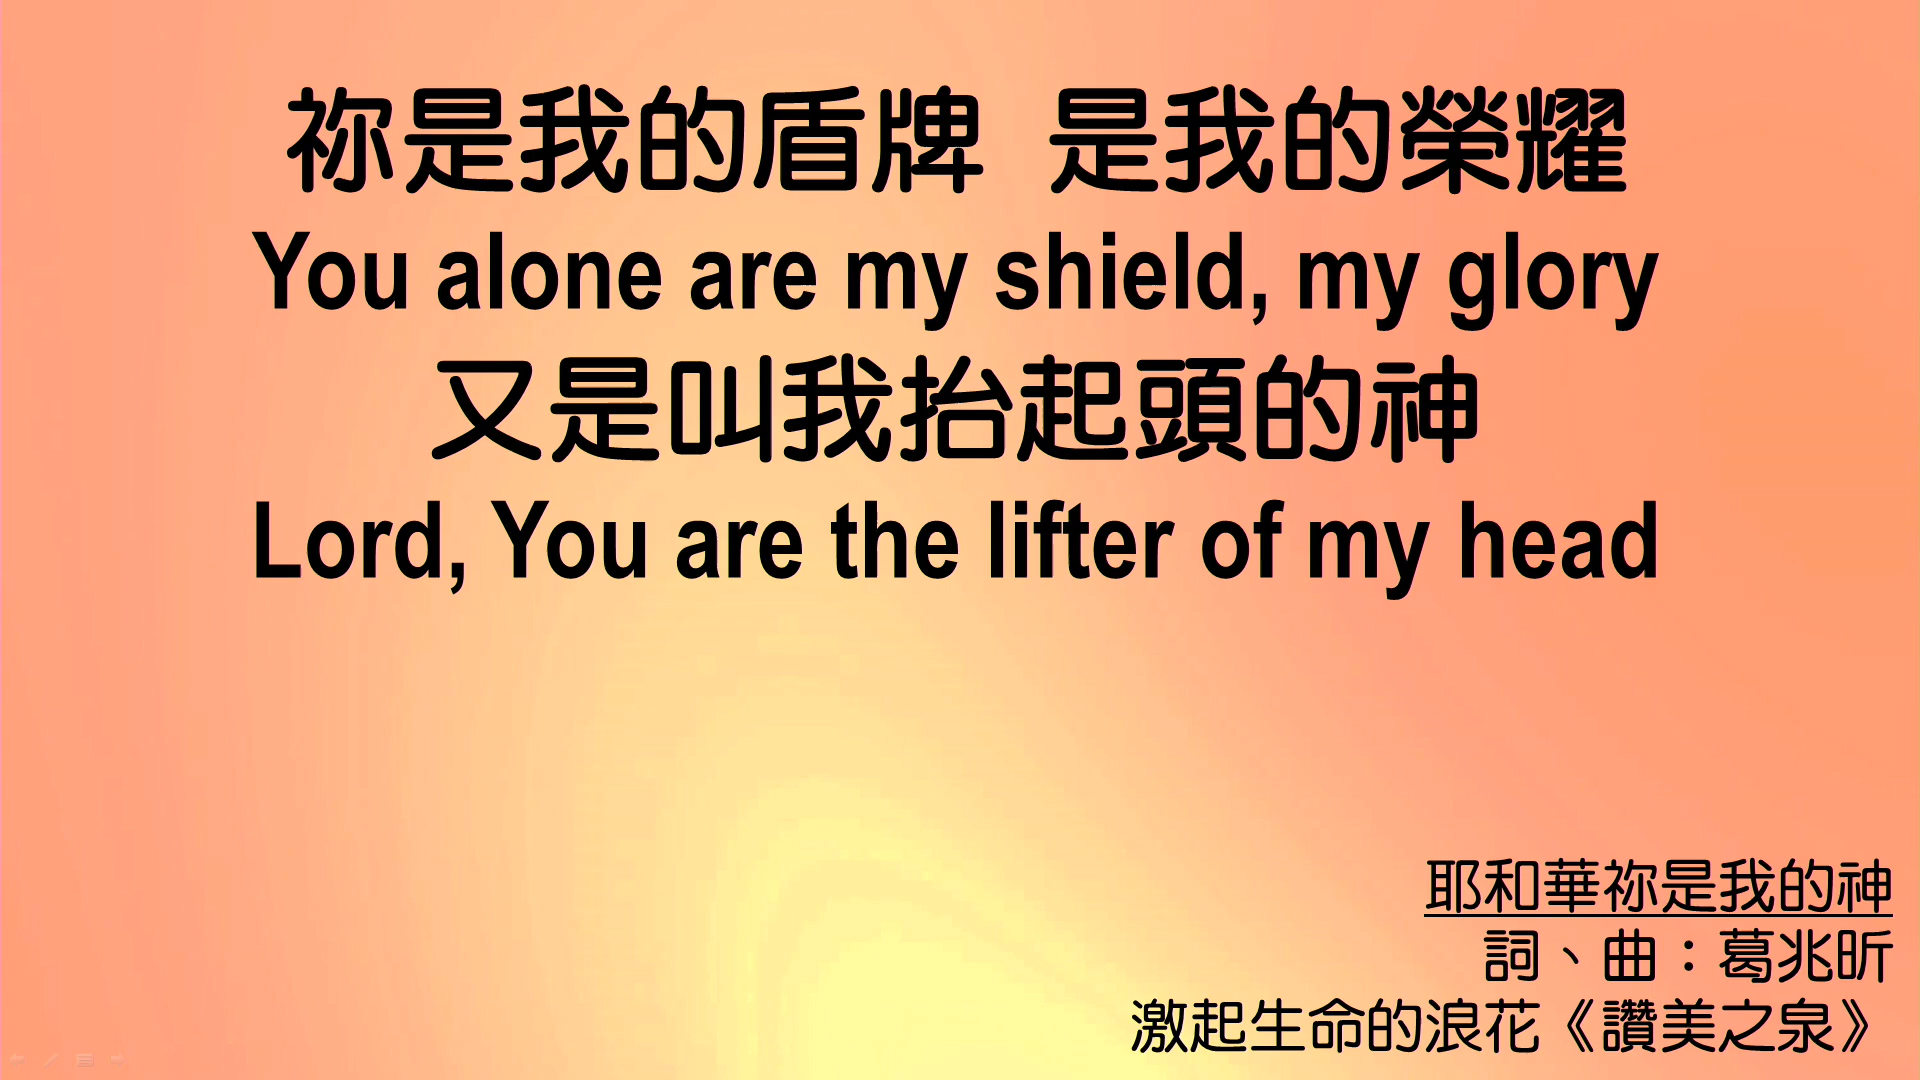 祢是我的盾牌 是我的榮耀
You alone are my shield, my glory
又是叫我抬起頭的神
Lord, You are the lifter of my head
耶和華祢是我的神
詞、曲：葛兆昕
激起生命的浪花《讚美之泉》